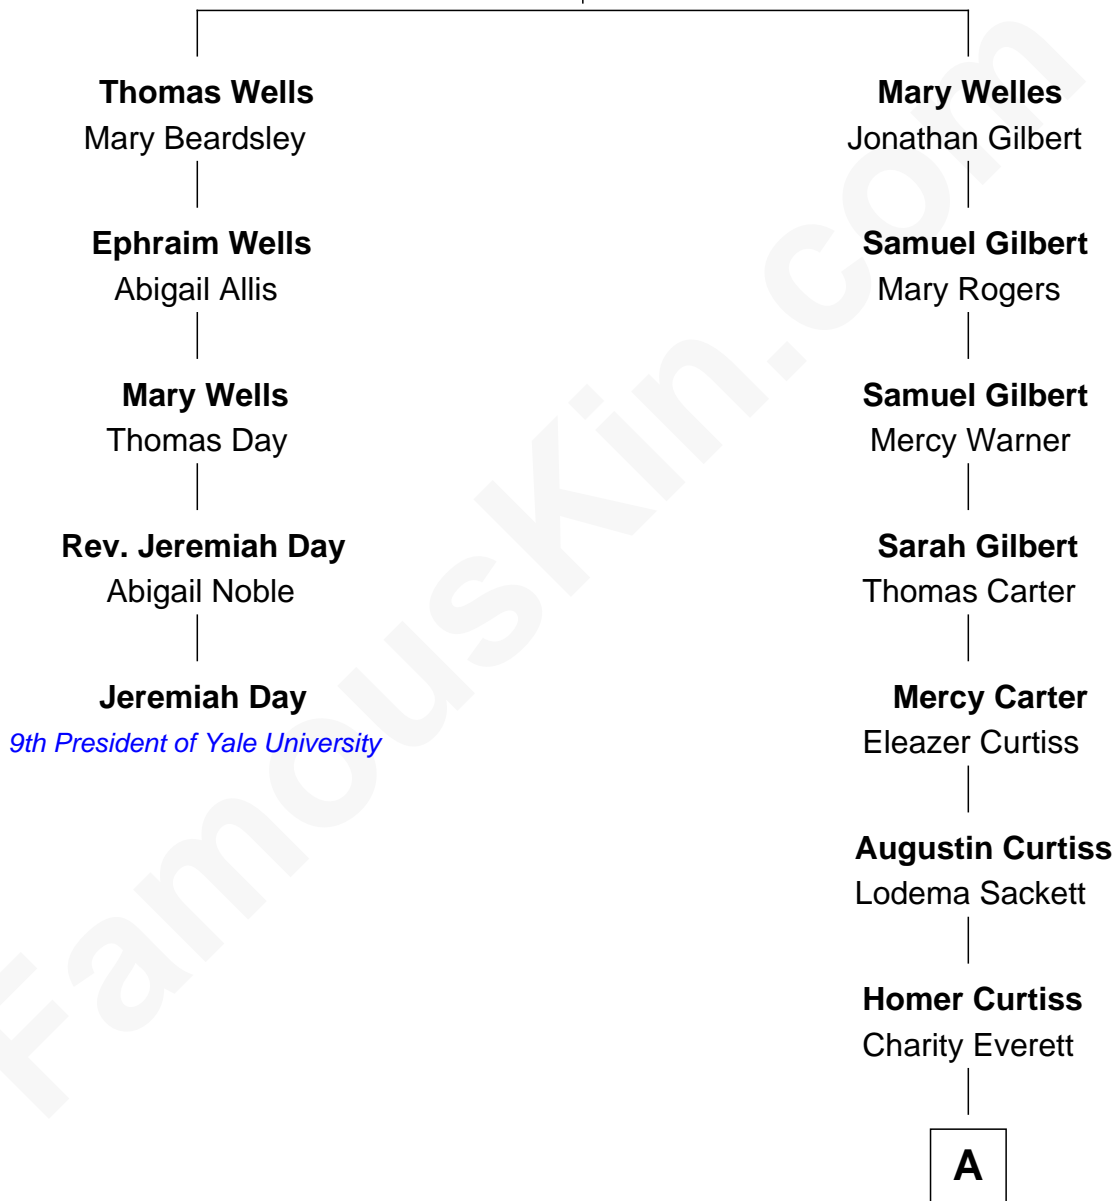 Thomas Wells
Mary Beardsley
Ephraim Wells
Abigail Allis
Mary Wells
Thomas Day
Rev. Jeremiah Day
Abigail Noble
Jeremiah Day
9th President of Yale University
Mary Welles
Jonathan Gilbert
Samuel Gilbert
Mary Rogers
Samuel Gilbert
Mercy Warner
Sarah Gilbert
Thomas Carter
Mercy Carter
Eleazer Curtiss
Augustin Curtiss
Lodema Sackett
Homer Curtiss
Charity Everett
A
FamousKin.com